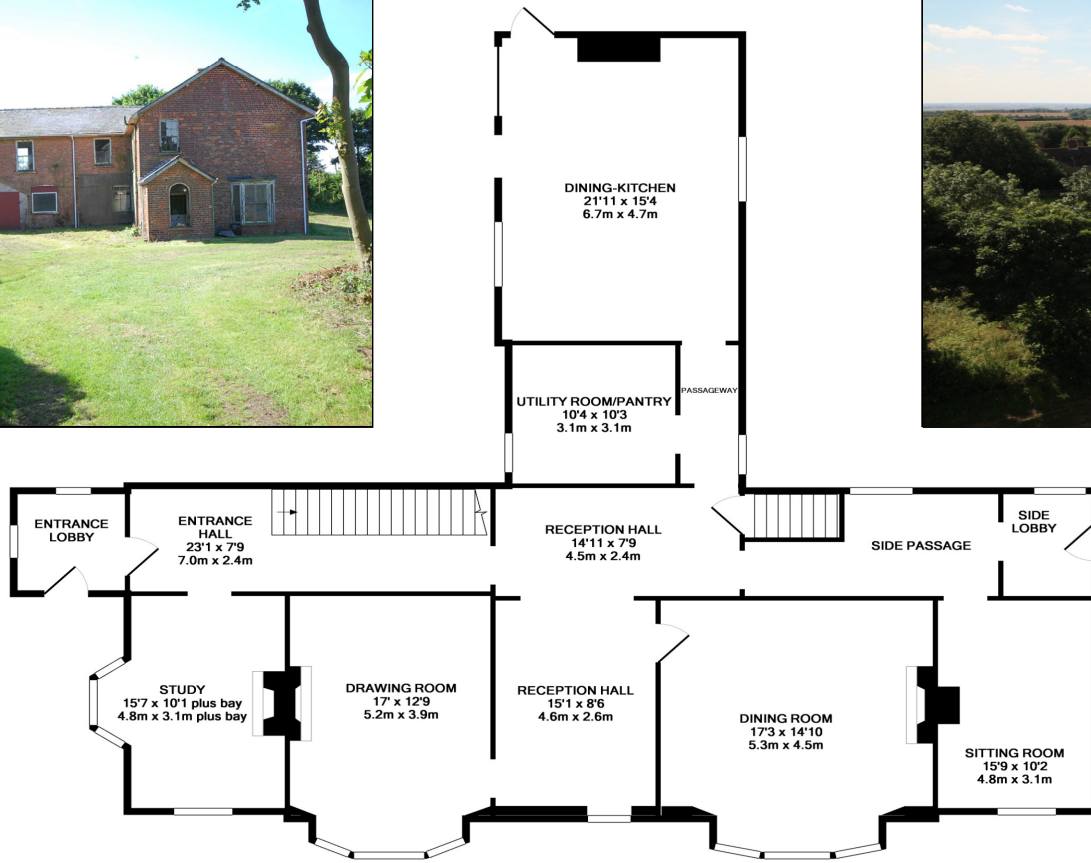 DINING-KITCHEN
21'11 x 15'4
6.7m x 4.7m
PASSAGEWAY
UTILITY ROOM/PANTRY
10'4 x 10'3
3.1m x 3.1m
ENTRANCE
LOBBY
ENTRANCE
HALL
23'1 x 7'9
7.0m x 2.4m
RECEPTION HALL
14'11 x 7'9
4.5m x 2.4m
SIDE PASSAGE
SIDE
LOBBY
STUDY
15'7 x 10'1 plus bay
4.8m x 3.1m plus bay
DRAWING ROOM
17' x 12'9
5.2m x 3.9m
RECEPTION HALL
15'1 x 8'6
4.6m x 2.6m
DINING ROOM
17'3 x 14'10
5.3m x 4.5m
SITTING ROOM
15'9 x 10'2
4.8m x 3.1m